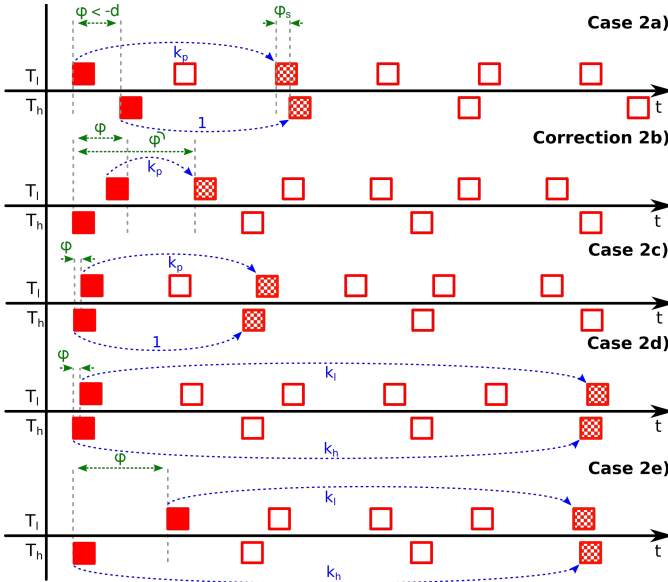 φ < -d
φs
Case 2a)
kp
Tl
Th
1
t
φ
φ'
Correction 2b)
kp
Tl
Th
t
φ
Case 2c)
kp
Tl
Th
1
t
φ
Case 2d)
kl
Tl
Th
kh
t
φ
Case 2e)
kl
Tl
Th
kh
t